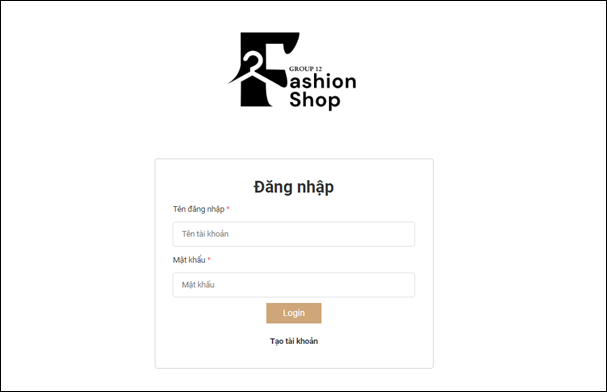 GROUP 12
Fashion
Shop
Đăng nhập
Tên đăng nhập *
Tên tài khoản
Mật khẩu *
Mật khẩu
Login
Tạo tài khoản